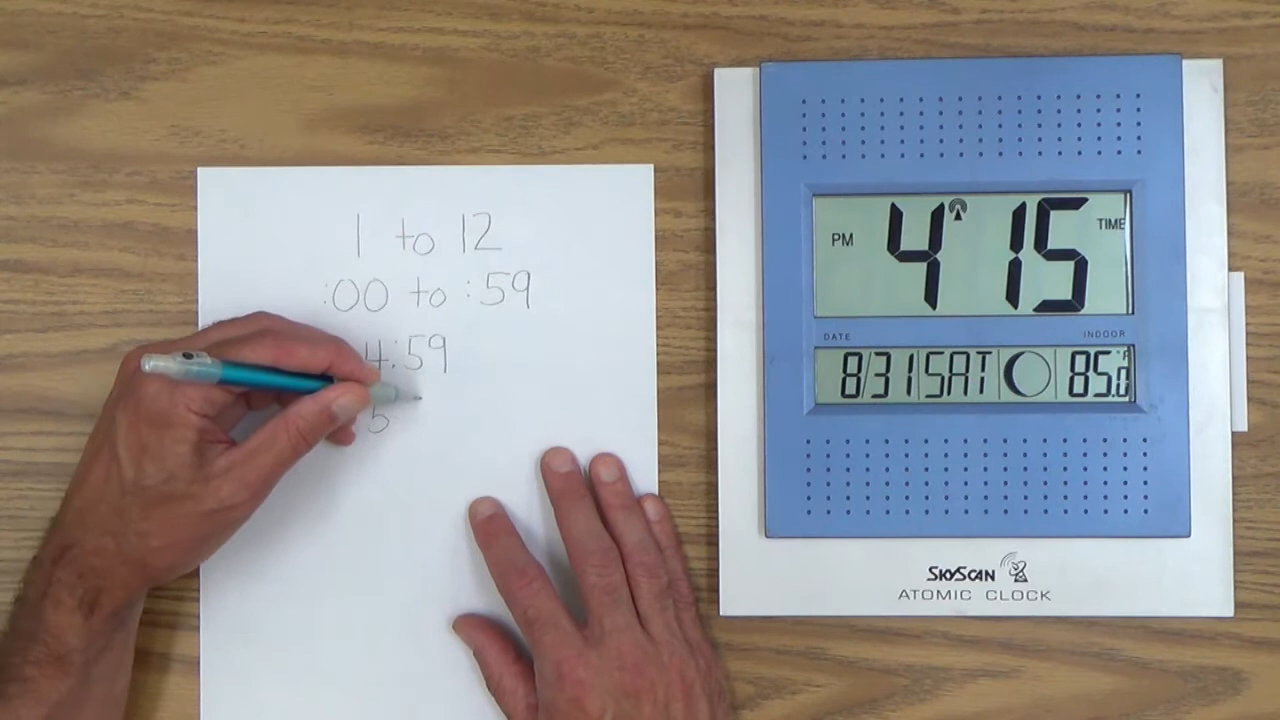 1 to 12
:00 to :59
4:59
5
PM 4 15 TIME
DATE INDOOR
8/31 SAT 85.0 °F
SKYSCAN
ATOMIC CLOCK